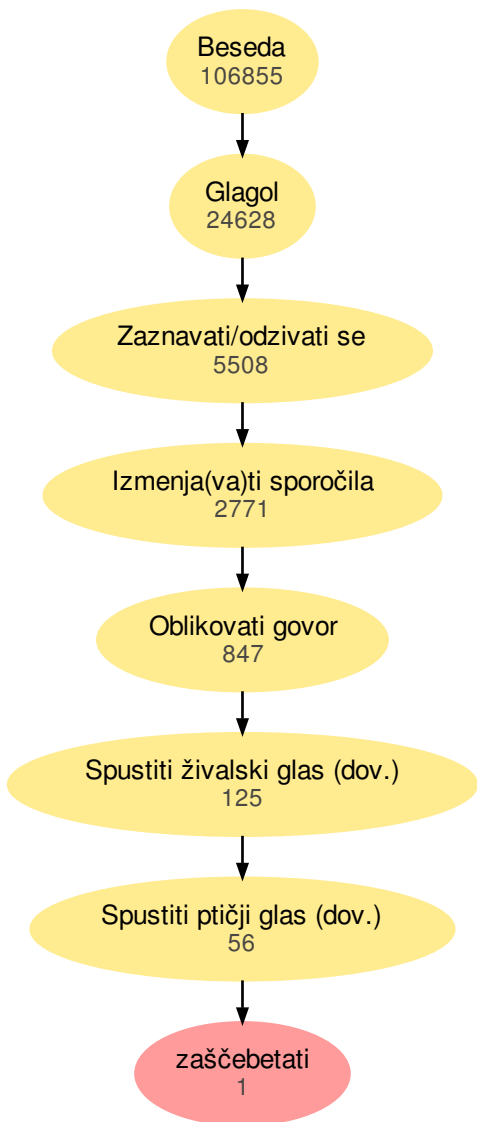 Beseda
106855
Glagol
24628
Zaznavati/odzivati se
5508
Izmenja(va)ti sporočila
2771
Oblikovati govor
847
Spustiti živalski glas (dov.)
125
Spustiti ptičji glas (dov.)
56
zaščebetati
1